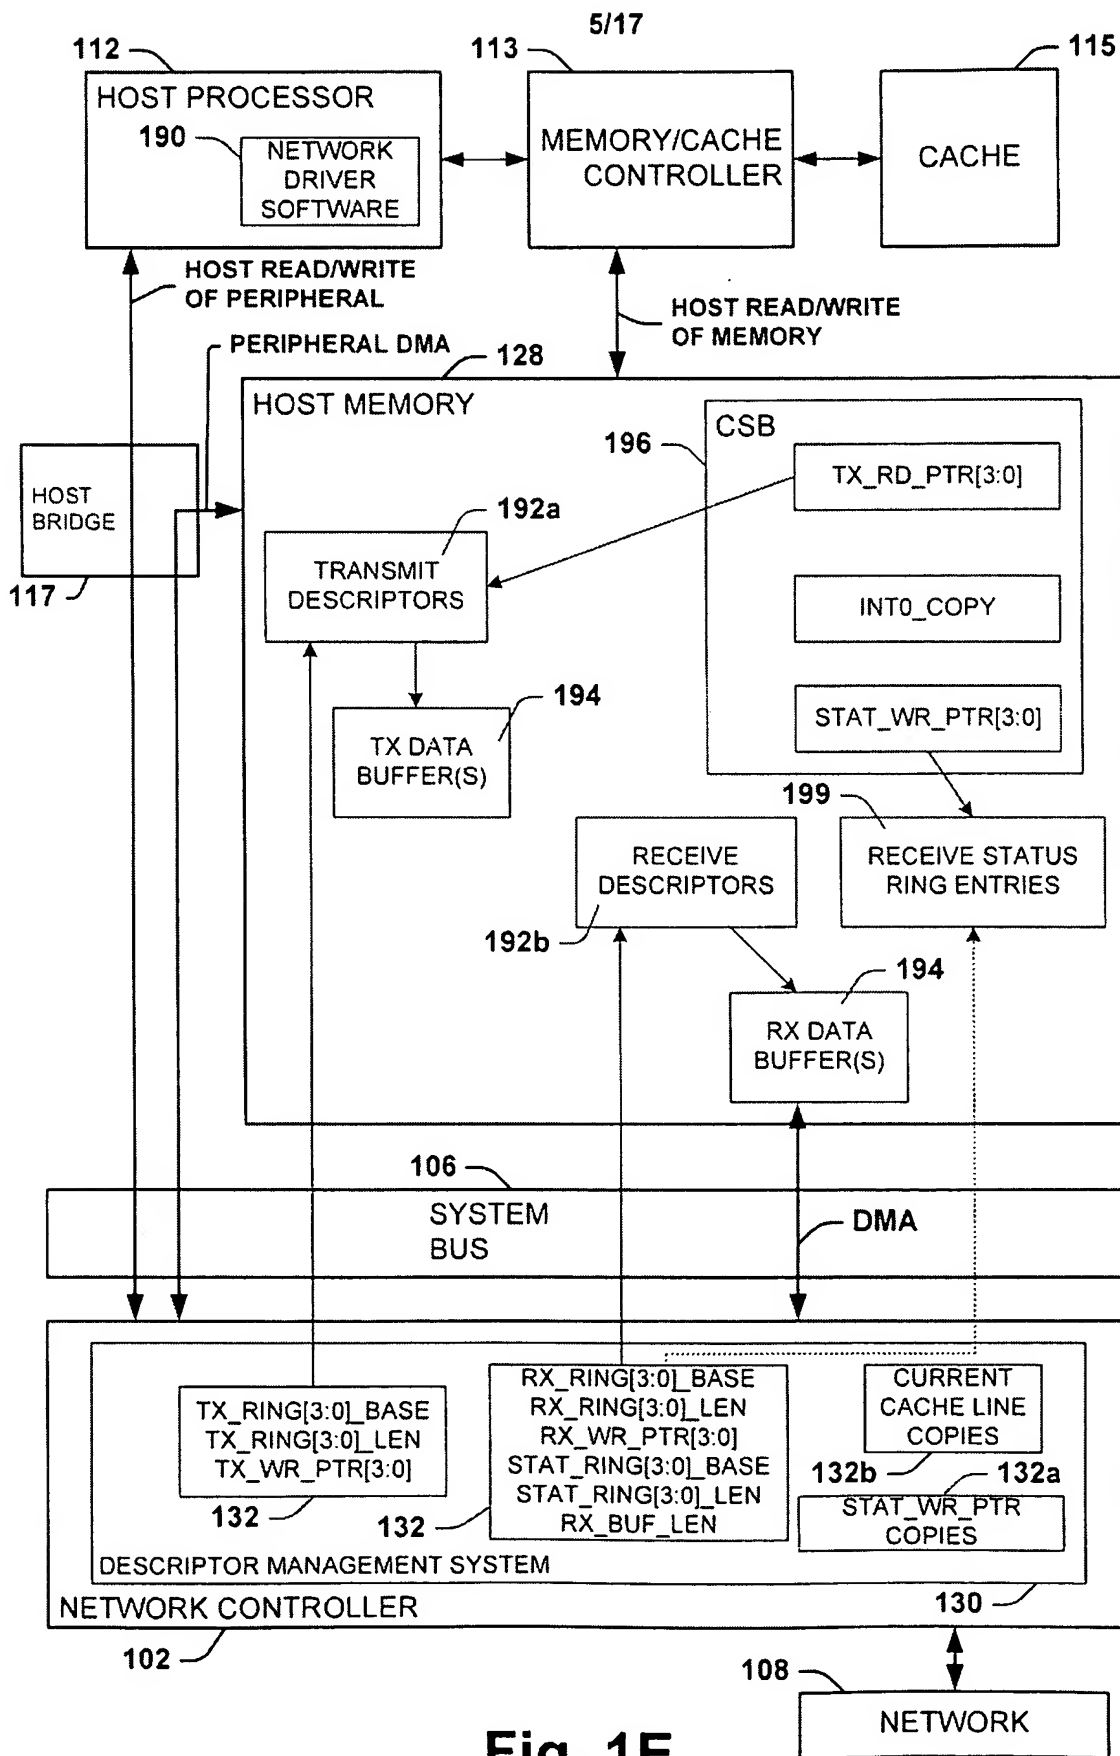 5/17
112
113
115
HOST PROCESSOR
190
NETWORK
DRIVER
SOFTWARE
MEMORY/CACHE
CONTROLLER
CACHE
HOST READ/WRITE
OF PERIPHERAL
HOST READ/WRITE
OF MEMORY
PERIPHERAL DMA
128
HOST MEMORY
CSB
196
TX_RD_PTR[3:0]
HOST
BRIDGE
117
192a
TRANSMIT
DESCRIPTORS
INT0_COPY
194
TX DATA
BUFFER(S)
STAT_WR_PTR[3:0]
199
RECEIVE
DESCRIPTORS
192b
RECEIVE STATUS
RING ENTRIES
194
RX DATA
BUFFER(S)
106
SYSTEM
BUS
DMA
TX_RING[3:0]_BASE
TX_RING[3:0]_LEN
TX_WR_PTR[3:0]
132
RX_RING[3:0]_BASE
RX_RING[3:0]_LEN
RX_WR_PTR[3:0]
STAT_RING[3:0]_BASE
STAT_RING[3:0]_LEN
RX_BUF_LEN
132
CURRENT
CACHE LINE
COPIES
132b
132a
STAT_WR_PTR
COPIES
DESCRIPTOR MANAGEMENT SYSTEM
130
NETWORK CONTROLLER
102
108
NETWORK
Fig. 1E